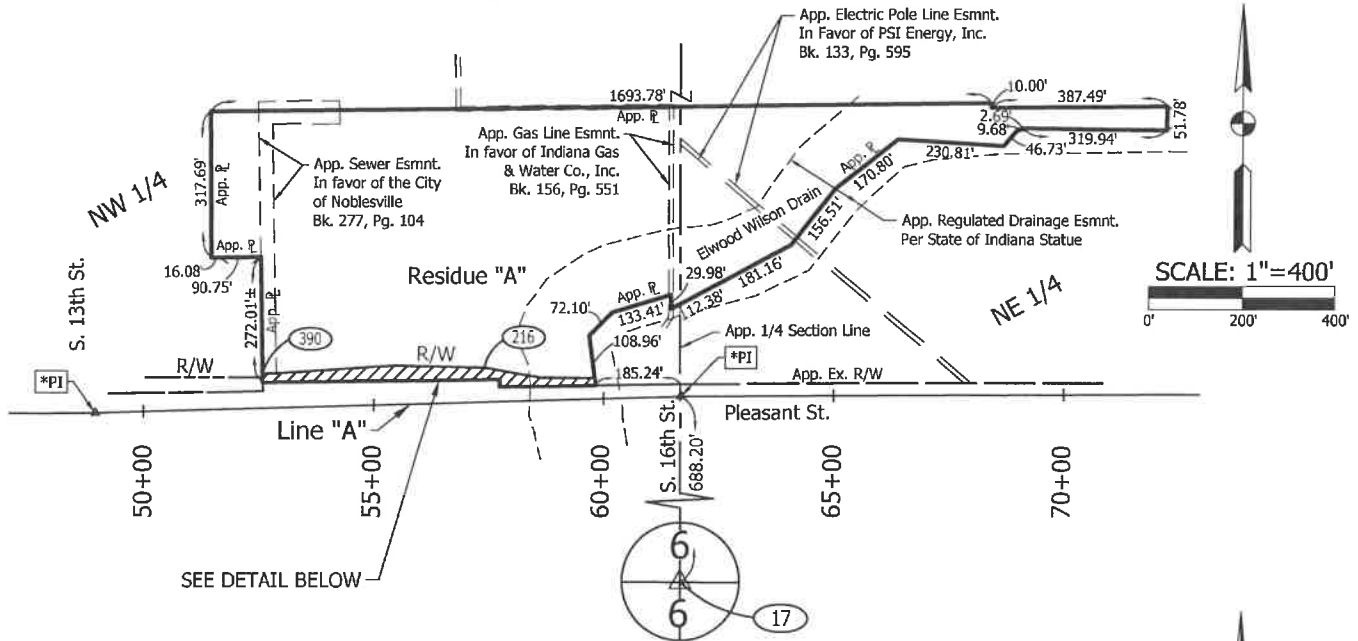 App. Electric Pole Line Esmnt.
In Favor of PSI Energy, Inc.
Bk. 133, Pg. 595
1693.78'
App. ⅊
10.00'
387.49'
51.78'
2.69'
9.68'
46.73'
319.94'
230.81'
App. Gas Line Esmnt.
In favor of Indiana Gas
& Water Co., Inc.
Bk. 156, Pg. 551
App. Sewer Esmnt.
In favor of the City
of Noblesville
Bk. 277, Pg. 104
317.69'
App. ⅊
NW 1/4
App. ⅊
170.80'
156.51'
Elwood Wilson Drain
App. Regulated Drainage Esmnt.
Per State of Indiana Statue
App. ⅊
16.08
90.75'
Residue "A"
29.98'
181.16'
112.38'
NE 1/4
SCALE: 1"=400'
0'
200'
400'
S. 13th St.
272.01'±
App. ⅊
72.10'
App. ⅊
133.41'
108.96'
App. 1/4 Section Line
390
216
R/W
R/W
85.24'
*PI
*PI
App. Ex. R/W
Line "A"
Pleasant St.
S. 16th St.
688.20'
50+00
55+00
60+00
65+00
70+00
SEE DETAIL BELOW
6
6
17